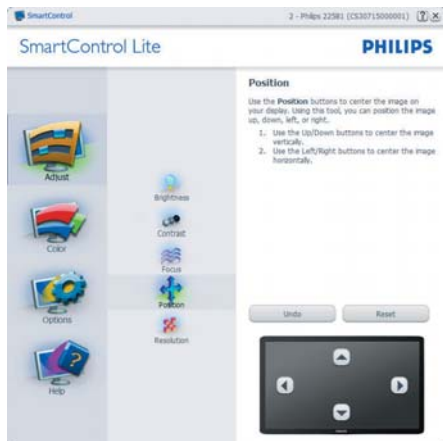 SmartControl
2 - Philips 225B1 (CS30715000001)
SmartControl Lite
PHILIPS
Adjust
Color
Options
Help
Brightness
Contrast
Focus
Position
Resolution
Position
Use the Position buttons to center the image on
your display. Using this tool, you can position the image
up, down, left, or right.
1. Use the Up/Down buttons to center the image
vertically.
2. Use the Left/Right buttons to center the image
horizontally.
Undo
Reset